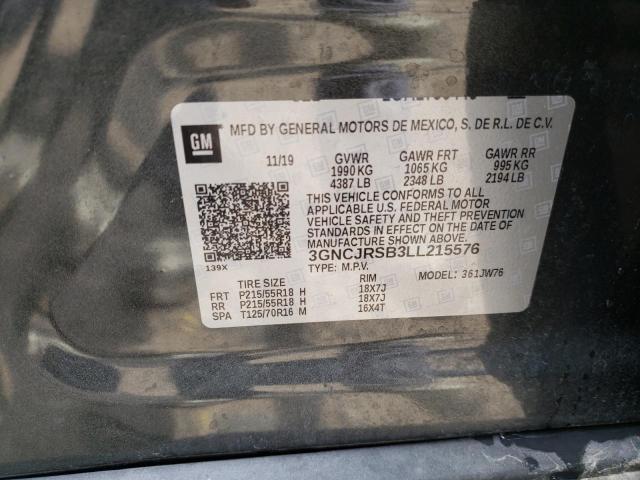 GM
MFD BY GENERAL MOTORS DE MEXICO, S. DE R.L. DE C.V.
11/19 GVWR GAWR FRT GAWR RR
1990 KG 1065 KG 995 KG
4387 LB 2348 LB 2194 LB
THIS VEHICLE CONFORMS TO ALL
APPLICABLE U.S. FEDERAL MOTOR
VEHICLE SAFETY AND THEFT PREVENTION
STANDARDS IN EFFECT ON THE DATE OF
MANUFACTURE SHOWN ABOVE.
3GNCJRSB3LL215576
139X
TYPE: M.P.V. MODEL: 361JW76
TIRE SIZE RIM
FRT P215/55R18 H 18X7J
RR P215/55R18 H 18X7J
SPA T125/70R16 M 16X4T